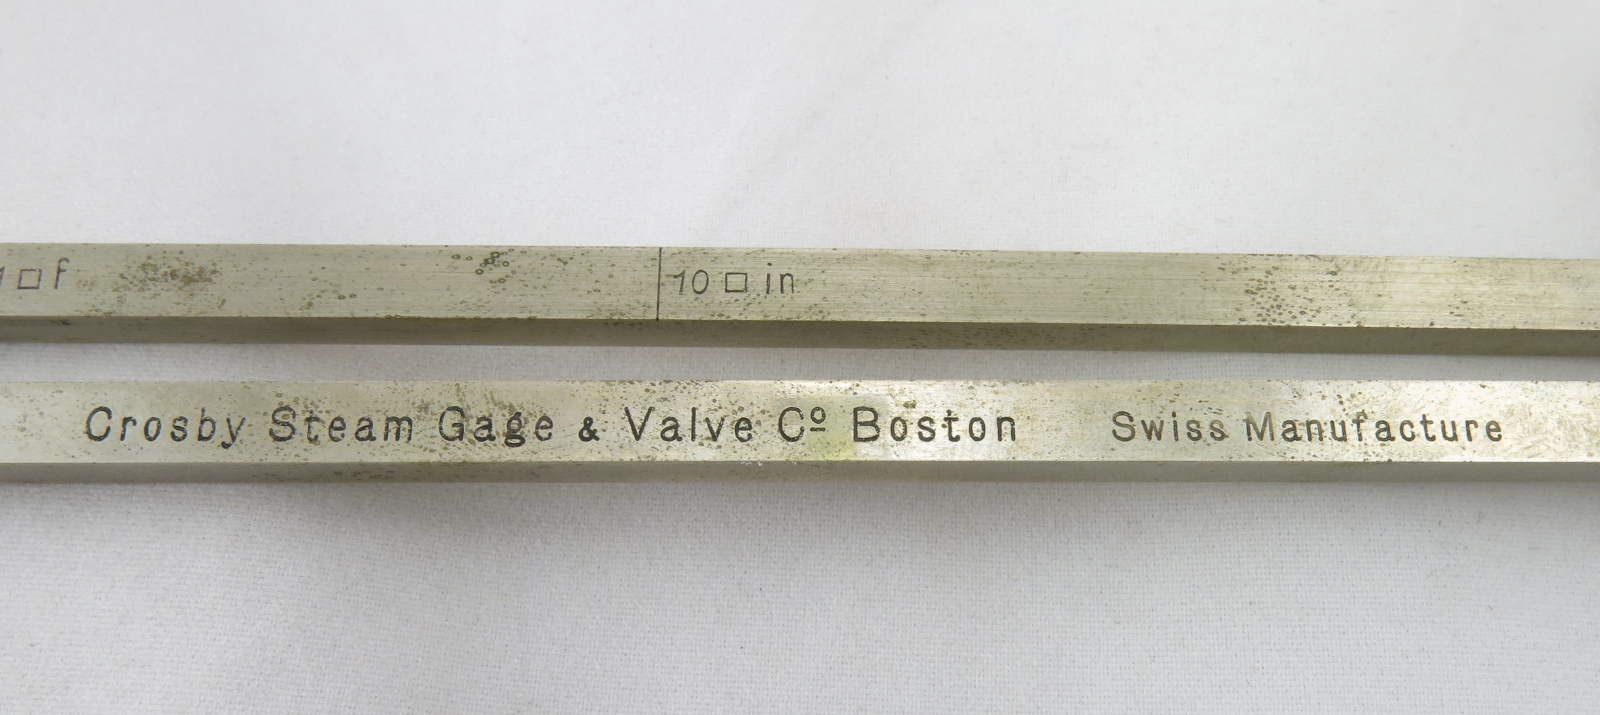 □ f 10 □ in
Crosby Steam Gage & Valve Cº Boston Swiss Manufacture